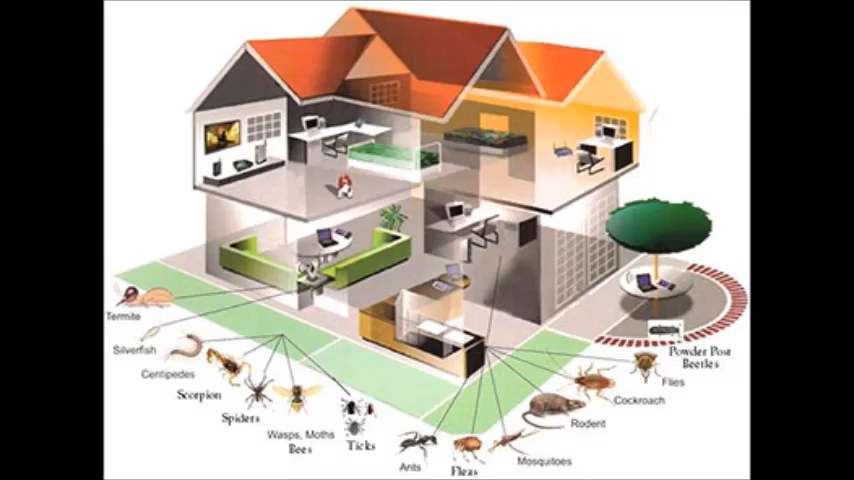 Termite
Silverfish
Centipedes
Scorpion
Spiders
Wasps, Moths
Bees
Ticks
Ants
Fleas
Mosquitoes
Rodent
Cockroach
Flies
Powder Post
Beetles